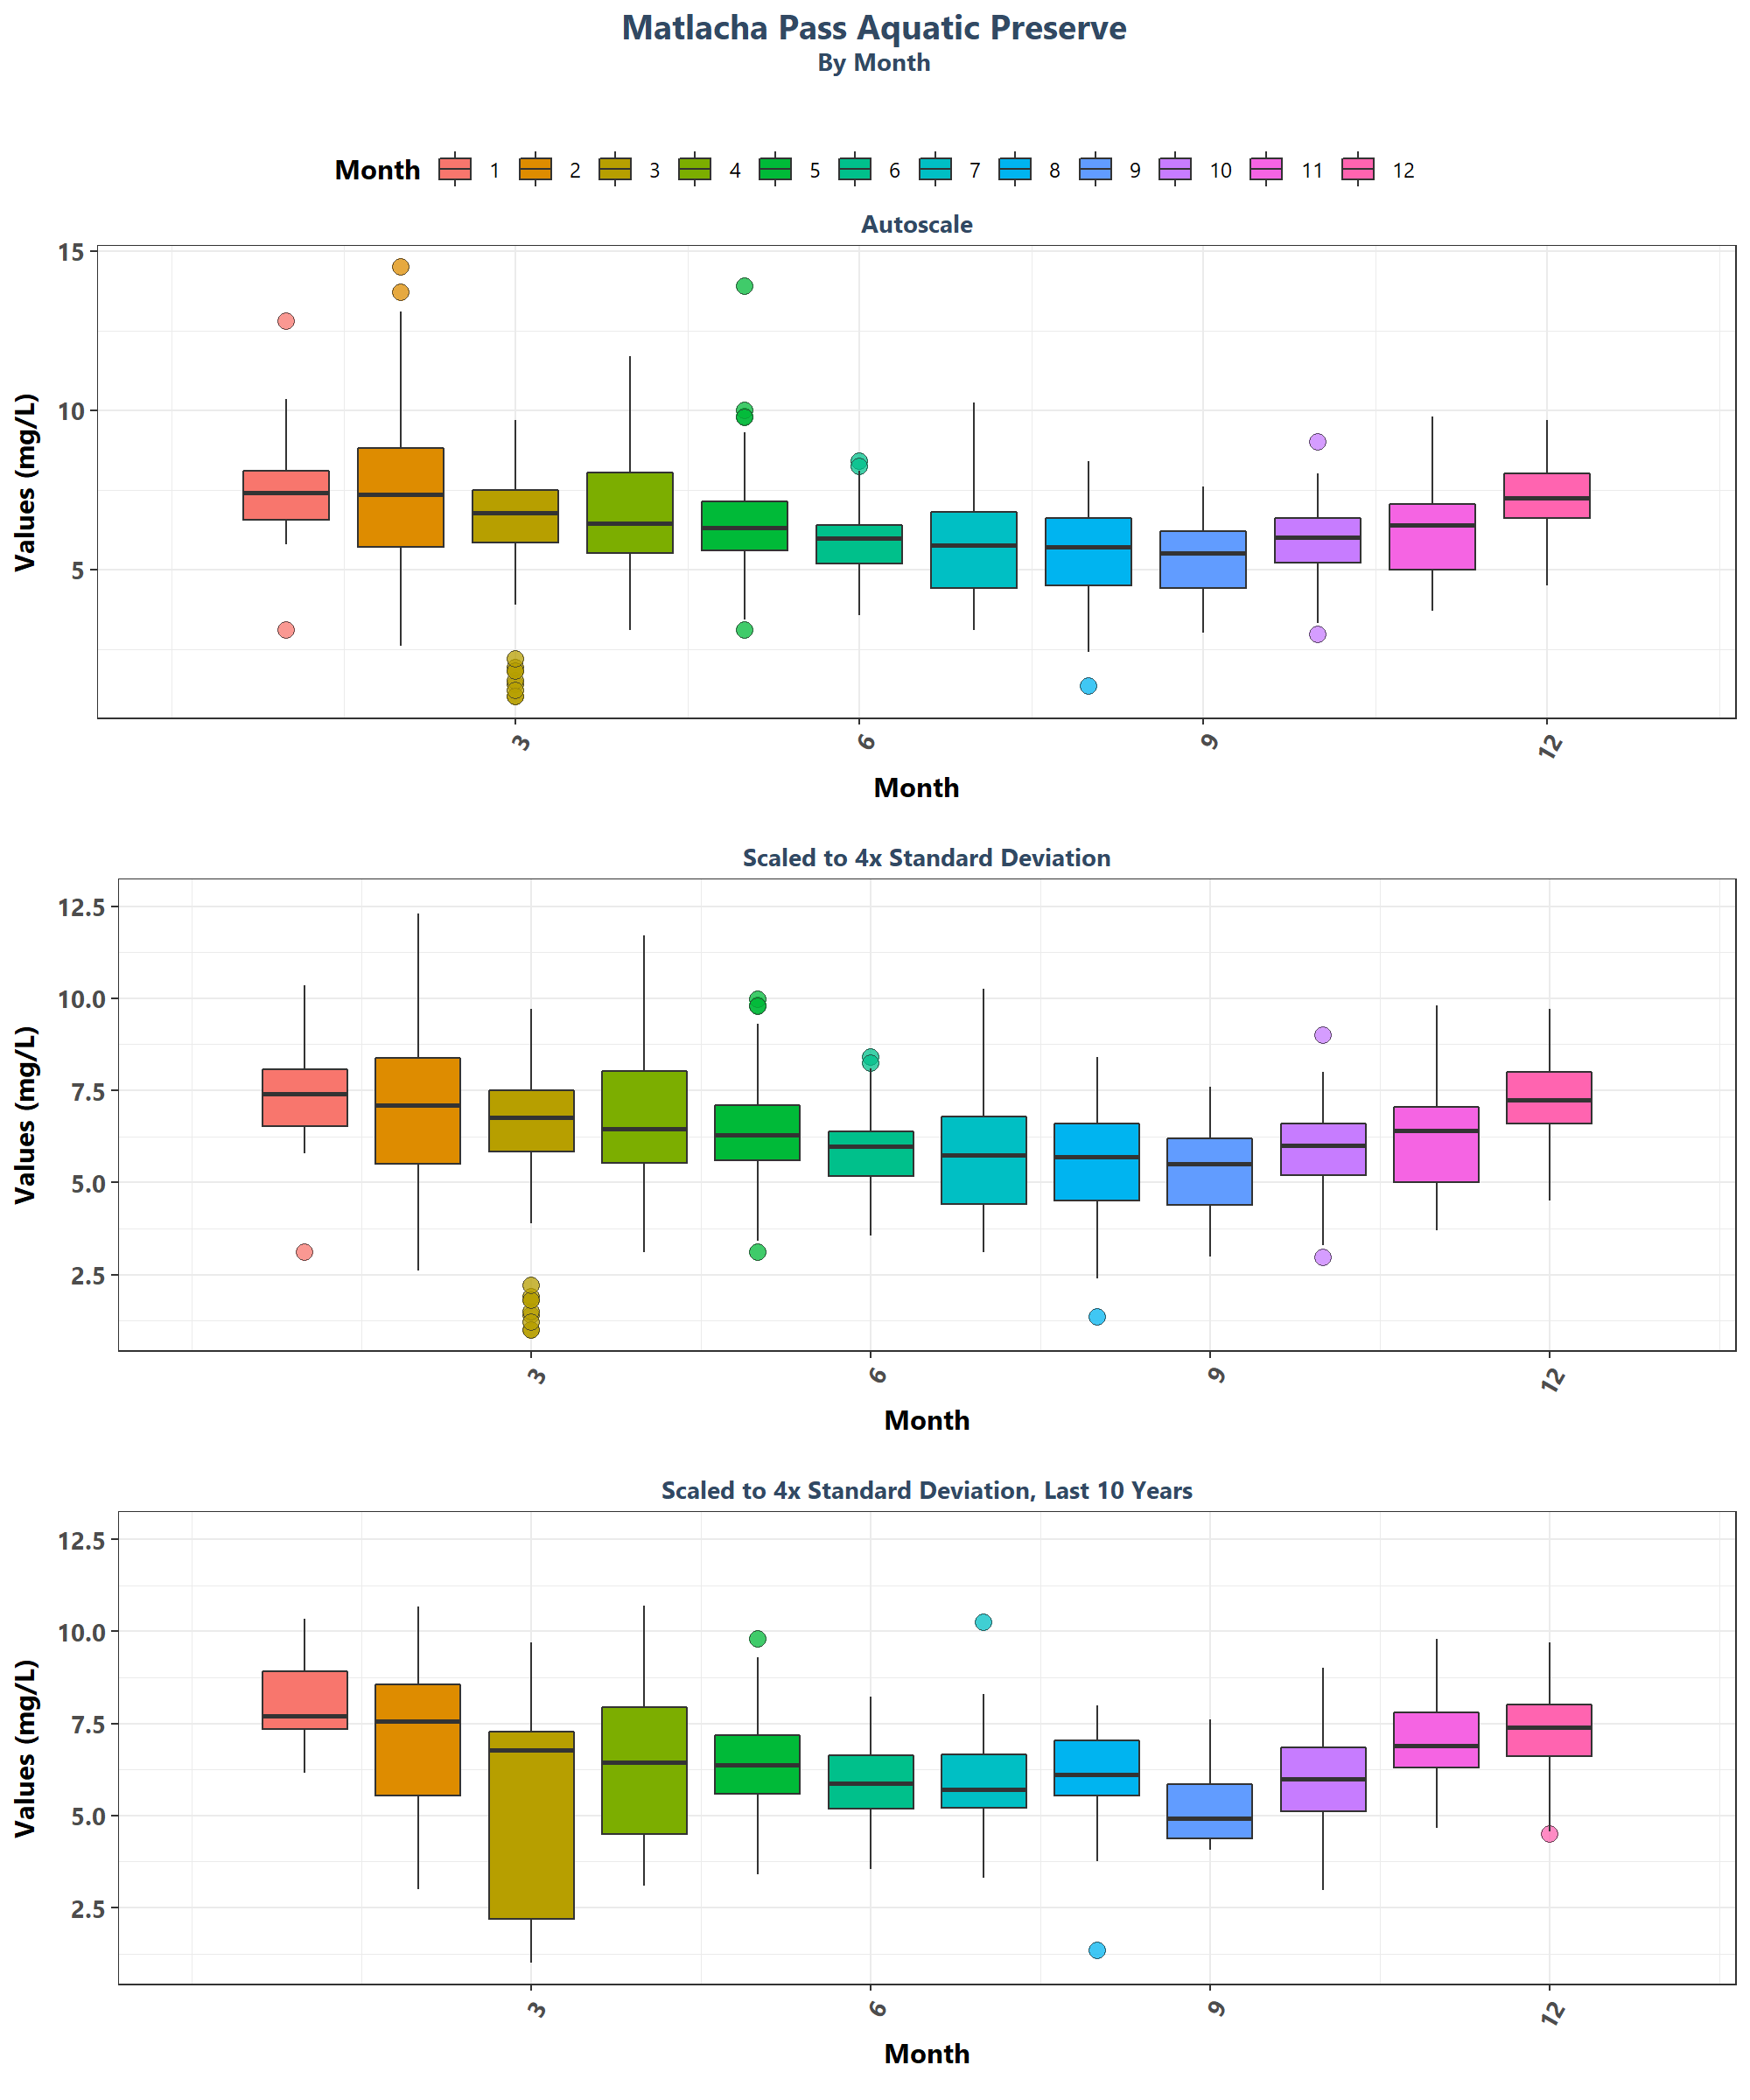 Matlacha Pass Aquatic Preserve
By Month
Month 1 2 3 4 5 6 7 8 9 10 11 12
Autoscale
Values (mg/L)
15
10
5
3 6 9 12
Month
Scaled to 4x Standard Deviation
Values (mg/L)
12.5
10.0
7.5
5.0
2.5
3 6 9 12
Month
Scaled to 4x Standard Deviation, Last 10 Years
Values (mg/L)
12.5
10.0
7.5
5.0
2.5
3 6 9 12
Month